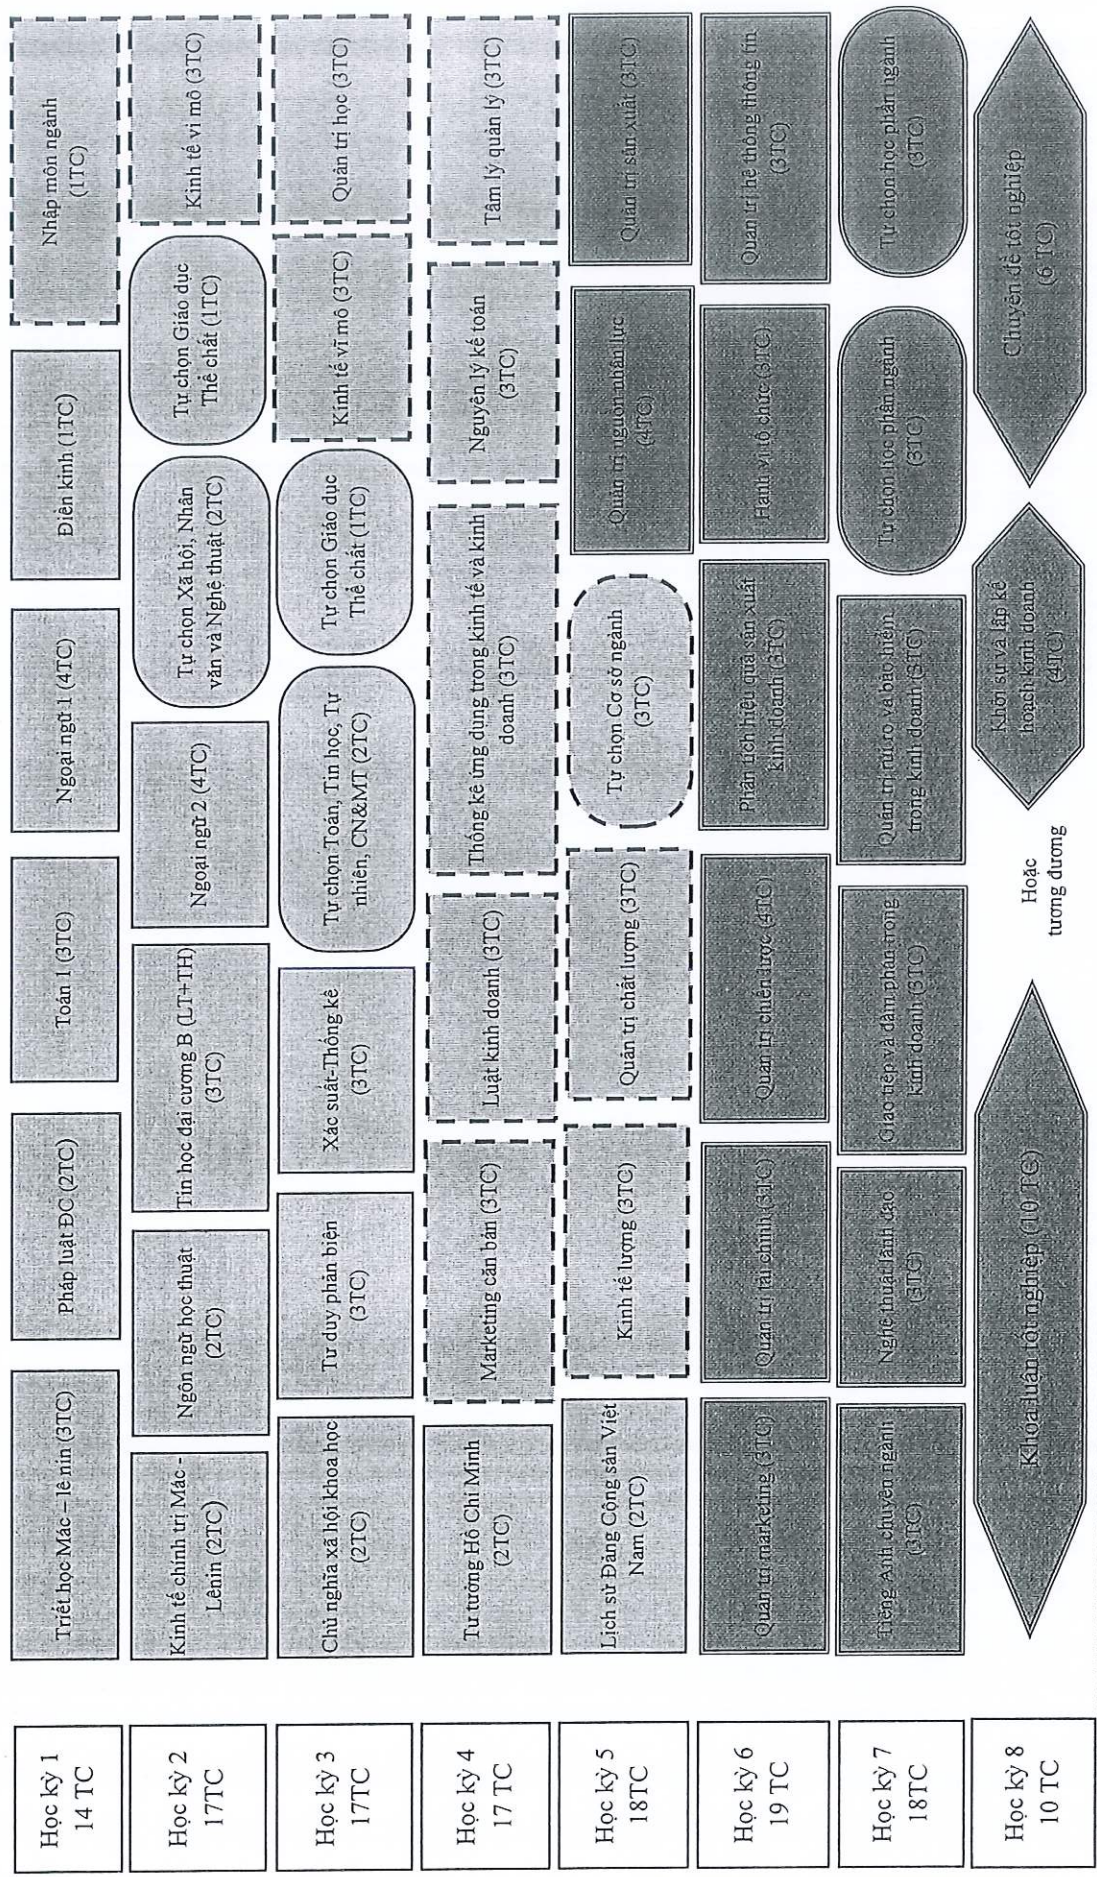 Học kỳ 1
14 TC
Triết học Mác – lê nin (3TC)
Pháp luật ĐC (2TC)
Toán 1 (3TC)
Ngoại ngữ 1 (4TC)
Điền kinh (1TC)
Nhập môn ngành
(1TC)
Học kỳ 2
17TC
Kinh tế chính trị Mác -
Lênin (2TC)
Ngôn ngữ học thuật
(2TC)
Tin học đại cương B (LT+TH)
(3TC)
Ngoại ngữ 2 (4TC)
Tự chọn Xã hội, Nhân
văn và Nghệ thuật (2TC)
Tự chọn Giáo dục
Thể chất (1TC)
Kinh tế vi mô (3TC)
Học kỳ 3
17TC
Chủ nghĩa xã hội khoa học
(2TC)
Tư duy phản biện
(3TC)
Xác suất-Thống kê
(3TC)
Tự chọn Toán, Tin học, Tự
nhiên, CN&MT (2TC)
Tự chọn Giáo dục
Thể chất (1TC)
Kinh tế vĩ mô (3TC)
Quản trị học (3TC)
Học kỳ 4
17 TC
Tư tưởng Hồ Chí Minh
(2TC)
Marketing căn bản (3TC)
Luật kinh doanh (3TC)
Thống kê ứng dụng trong kinh tế và kinh
doanh (3TC)
Nguyên lý kế toán
(3TC)
Tâm lý quản lý (3TC)
Học kỳ 5
18TC
Lịch sử Đảng Cộng sản Việt
Nam (2TC)
Kinh tế lượng (3TC)
Quản trị chất lượng (3TC)
Tự chọn Cơ sở ngành
(3TC)
Quản trị nguồn nhân lực
(4TC)
Quản trị sản xuất (3TC)
Học kỳ 6
19 TC
Quản trị marketing (3TC)
Quản trị tài chính (3TC)
Quản trị chiến lược (4TC)
Phân tích hiệu quả sản xuất
kinh doanh (3TC)
Hành vi tổ chức (3TC)
Quản trị hệ thống thông tin
(3TC)
Học kỳ 7
18TC
Tiếng Anh chuyên ngành
(3TC)
Nghệ thuật lãnh đạo
(3TC)
Giao tiếp và đàm phán trong
kinh doanh (3TC)
Quản trị rủi ro và bảo hiểm
trong kinh doanh (3TC)
Tự chọn học phần ngành
(3TC)
Tự chọn học phần ngành
(3TC)
Học kỳ 8
10 TC
Khóa luận tốt nghiệp (10 TC)
Hoặc
tương đương
Khởi sự và lập kế
hoạch kinh doanh
(4TC)
Chuyên đề tốt nghiệp
(6 TC)